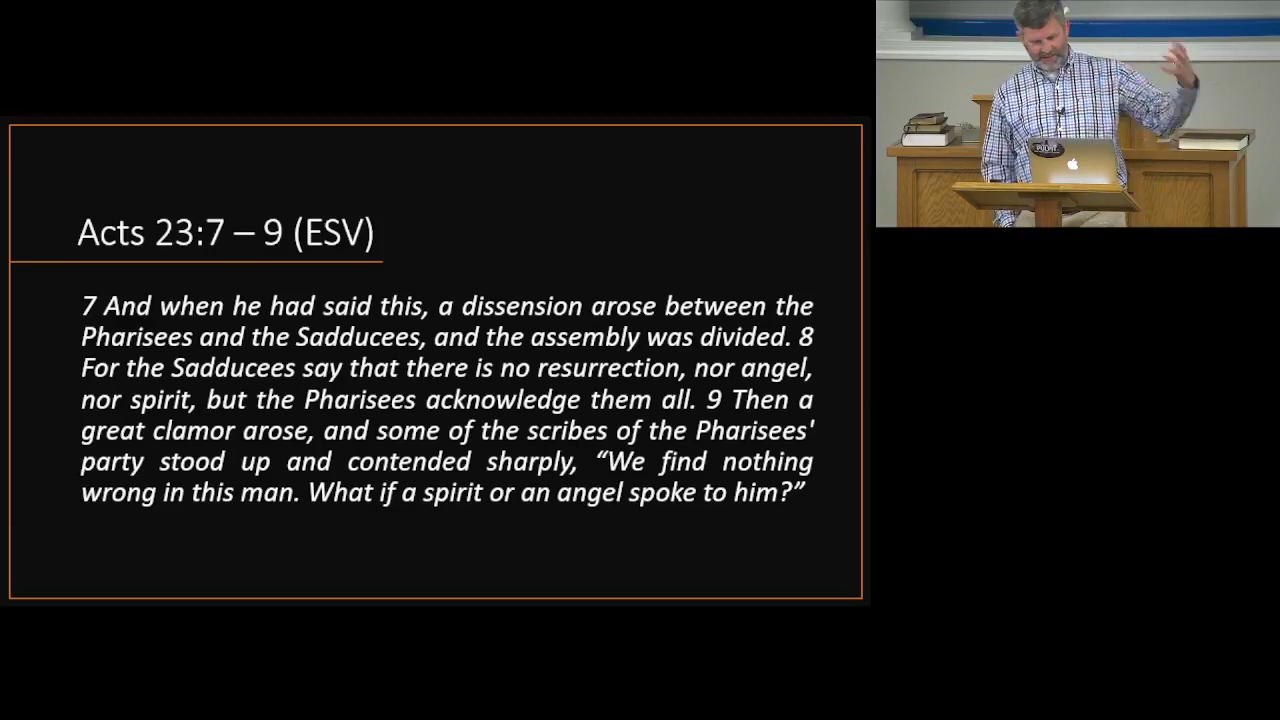 Acts 23:7 – 9 (ESV)
7 And when he had said this, a dissension arose between the
Pharisees and the Sadducees, and the assembly was divided. 8
For the Sadducees say that there is no resurrection, nor angel,
nor spirit, but the Pharisees acknowledge them all. 9 Then a
great clamor arose, and some of the scribes of the Pharisees'
party stood up and contended sharply, “We find nothing
wrong in this man. What if a spirit or an angel spoke to him?”
PULPIT